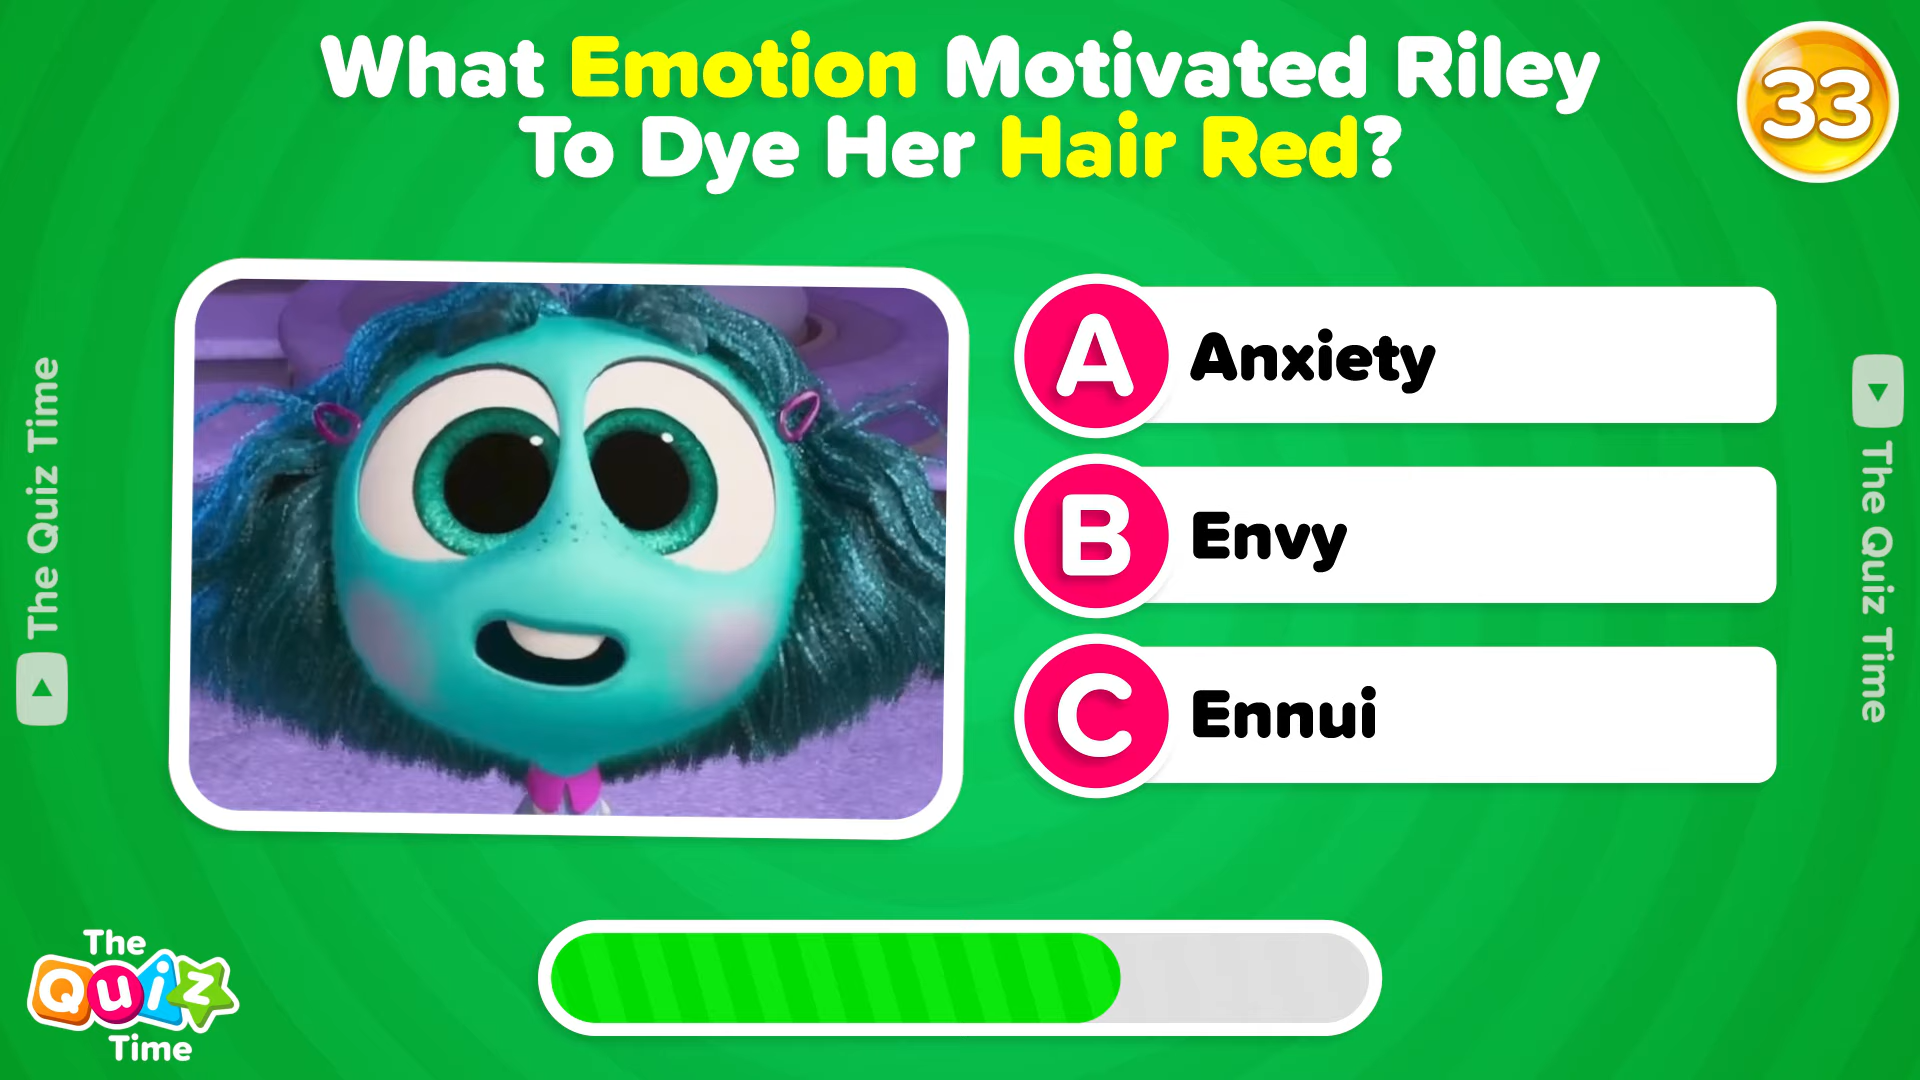 What Emotion Motivated Riley
To Dye Her Hair Red?
33
A Anxiety
B Envy
C Ennui
The Quiz Time
The Quiz Time
The
Quiz
Time